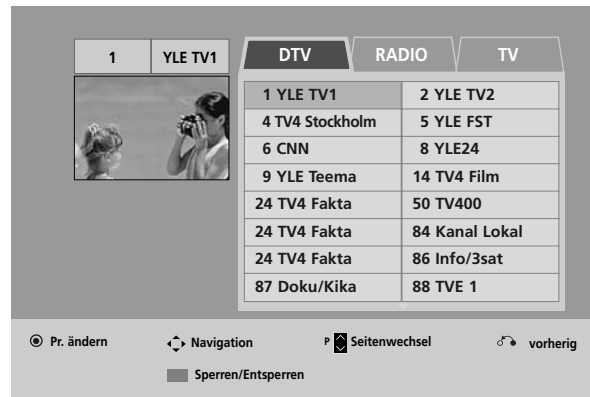 1 YLE TV1
DTV RADIO TV
1 YLE TV1 2 YLE TV2
4 TV4 Stockholm 5 YLE FST
6 CNN 8 YLE24
9 YLE Teema 14 TV4 Film
24 TV4 Fakta 50 TV400
24 TV4 Fakta 84 Kanal Lokal
24 TV4 Fakta 86 Info/3sat
87 Doku/Kika 88 TVE 1
Pr. ändern Navigation P Seitenwechsel vorherig
Sperren/Entsperren